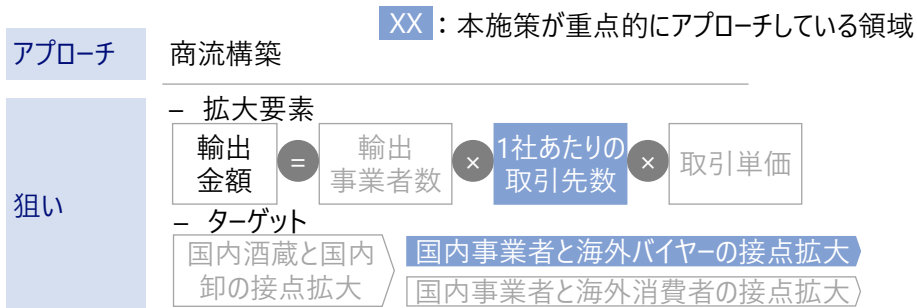 XX：本施策が重点的にアプローチしている領域
アプローチ
商流構築
狙い
– 拡大要素
輸出
金額
=
輸出
事業者数
×
1社あたりの
取引先数
×
取引単価
– ターゲット
国内酒蔵と国内
卸の接点拡大
国内事業者と海外バイヤーの接点拡大
国内事業者と海外消費者の接点拡大